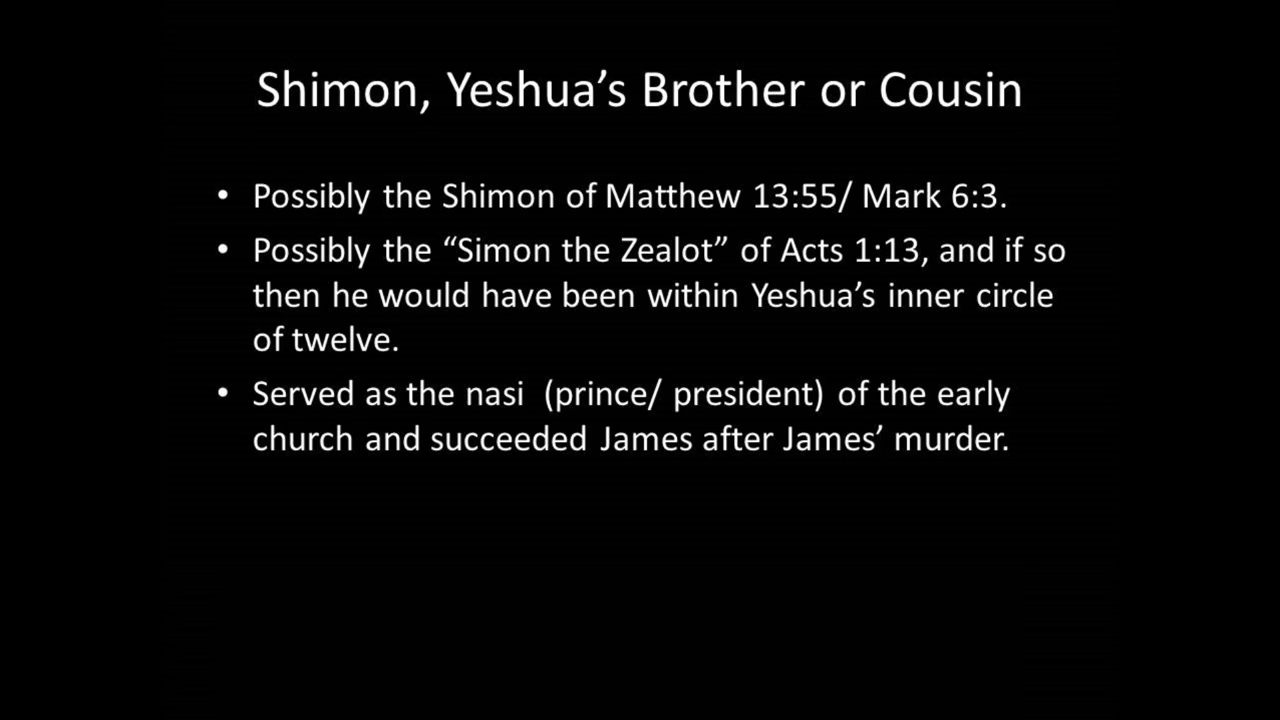 Shimon, Yeshua’s Brother or Cousin
• Possibly the Shimon of Matthew 13:55/ Mark 6:3.
• Possibly the “Simon the Zealot” of Acts 1:13, and if so
then he would have been within Yeshua’s inner circle
of twelve.
• Served as the nasi  (prince/ president) of the early
church and succeeded James after James’ murder.